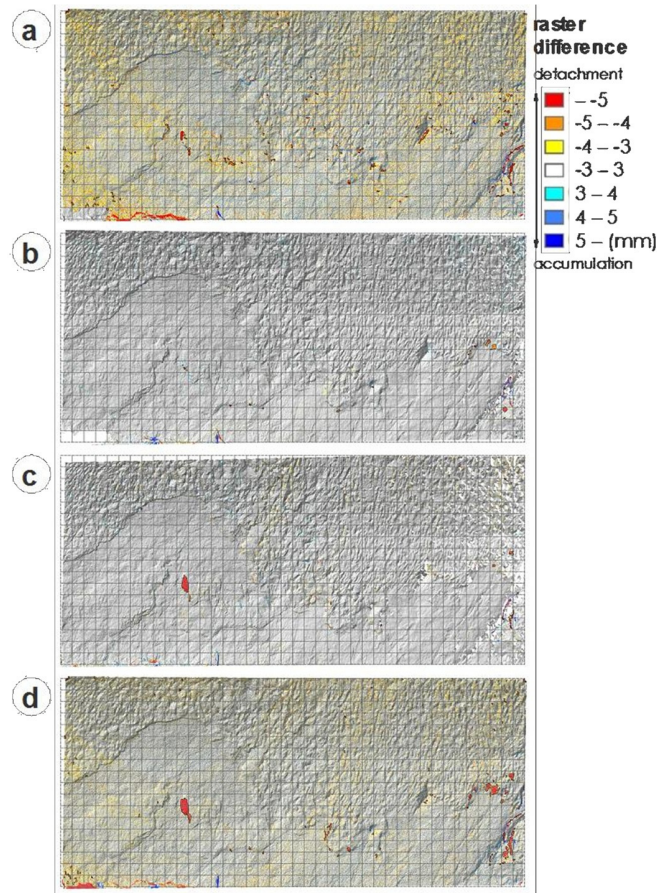 a
raster
difference
detachment
– -5
-5 – -4
-4 – -3
-3 – 3
3 – 4
4 – 5
5 – (mm)
accumulation
b
c
d